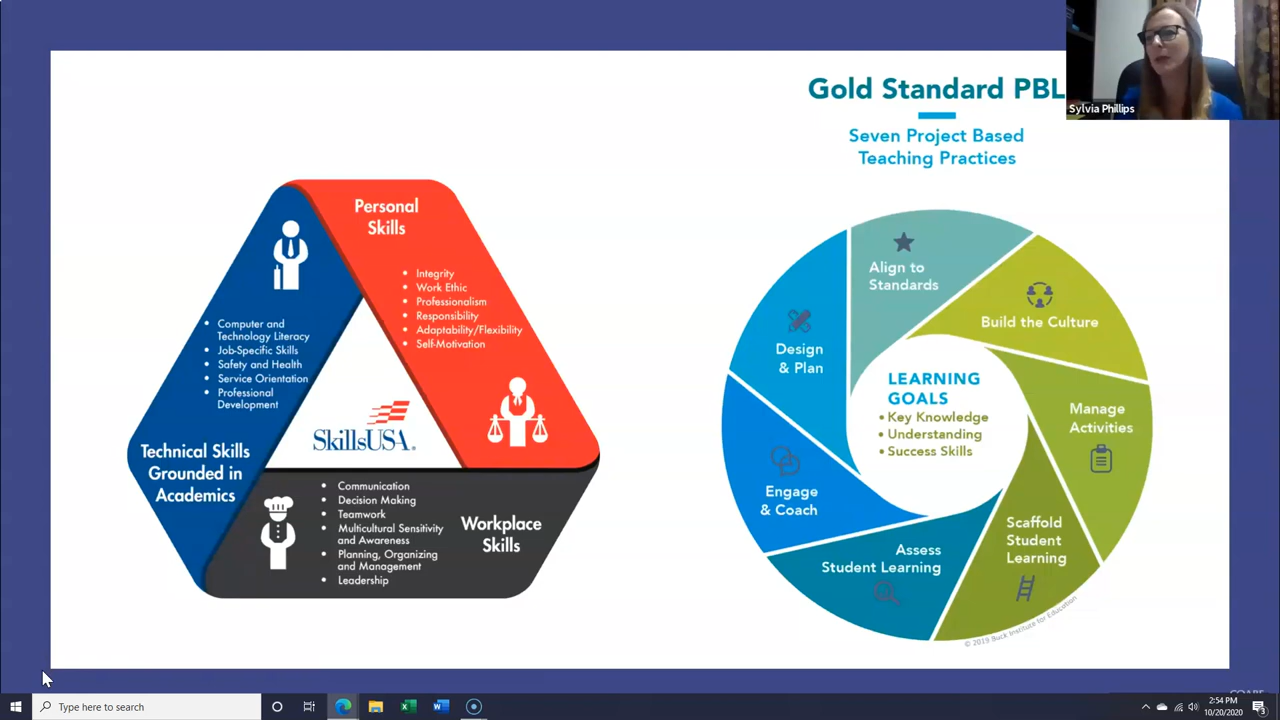 Sylvia Phillips
Gold Standard PBL
Seven Project Based
Teaching Practices
Personal
Skills
• Integrity
• Work Ethic
• Professionalism
• Responsibility
• Adaptability/Flexibility
• Self-Motivation
• Computer and
Technology Literacy
• Job-Specific Skills
• Safety and Health
• Service Orientation
• Professional
Development
Technical Skills
Grounded in
Academics
SkillsUSA®
• Communication
• Decision Making
• Teamwork
• Multicultural Sensitivity
and Awareness
• Planning, Organizing
and Management
• Leadership
Workplace
Skills
Align to
Standards
Build the Culture
Manage
Activities
Scaffold
Student
Learning
Assess
Student Learning
Engage
& Coach
Design
& Plan
LEARNING
GOALS
• Key Knowledge
• Understanding
• Success Skills
© 2019 Buck Institute for Education
Type here to search
2:54 PM
10/20/2020
3